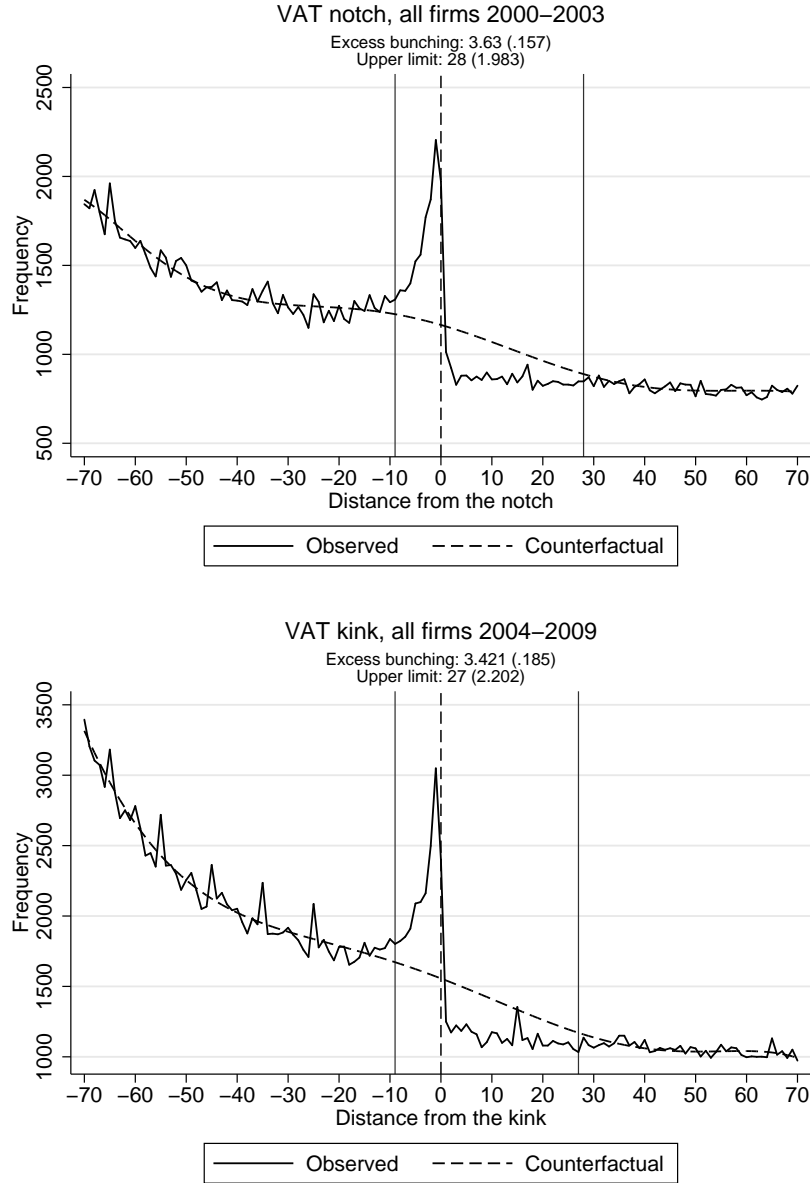 VAT notch, all firms 2000−2003
Excess bunching: 3.63 (.157)
Upper limit: 28 (1.983)
2500
2000
1500
1000
500
Frequency
−70 −60 −50 −40 −30 −20 −10 0 10 20 30 40 50 60 70
Distance from the notch
Observed Counterfactual
VAT kink, all firms 2004−2009
Excess bunching: 3.421 (.185)
Upper limit: 27 (2.202)
3500
3000
2500
2000
1500
1000
Frequency
−70 −60 −50 −40 −30 −20 −10 0 10 20 30 40 50 60 70
Distance from the kink
Observed Counterfactual